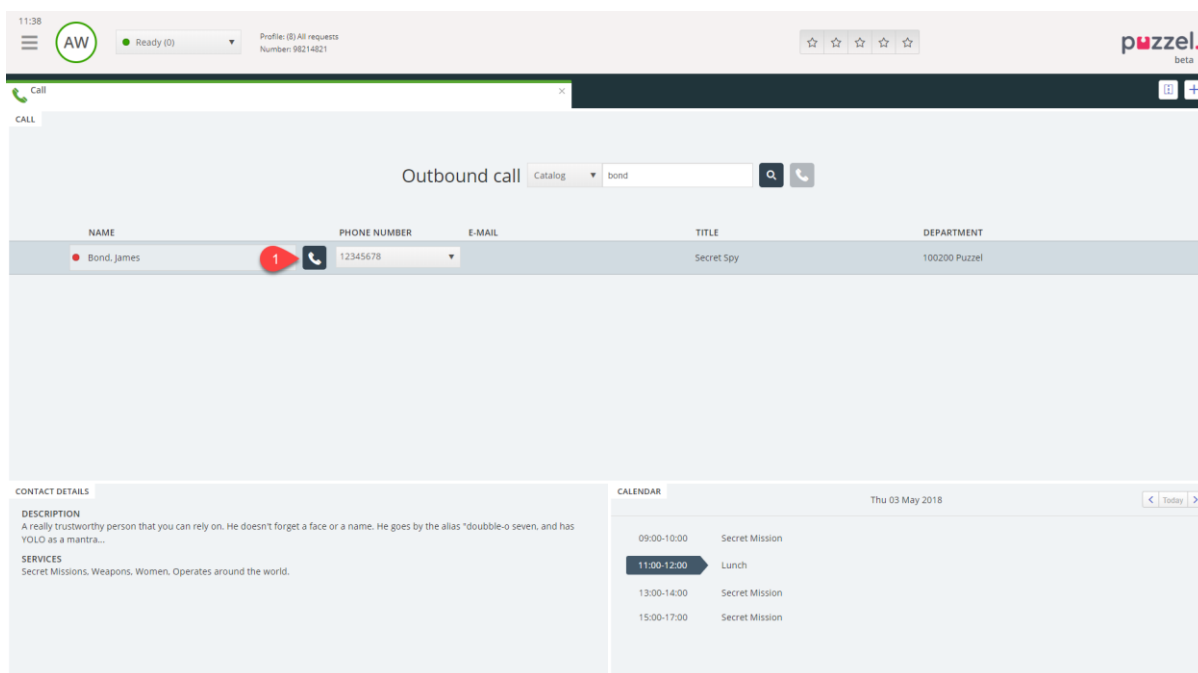 11:38
AW
Ready (0)
Profile: (8) All requests
Number: 98214821
puzzel.
beta
Call
CALL
Outbound call
Catalog
bond
NAME PHONE NUMBER E-MAIL TITLE DEPARTMENT
Bond, James 1 12345678 Secret Spy 100200 Puzzel
CONTACT DETAILS
DESCRIPTION
A really trustworthy person that you can rely on. He doesn't forget a face or a name. He goes by the alias "doubble-o seven, and has
YOLO as a mantra...
SERVICES
Secret Missions, Weapons, Women, Operates around the world.
CALENDAR
Thu 03 May 2018
Today
09:00-10:00 Secret Mission
11:00-12:00 Lunch
13:00-14:00 Secret Mission
15:00-17:00 Secret Mission